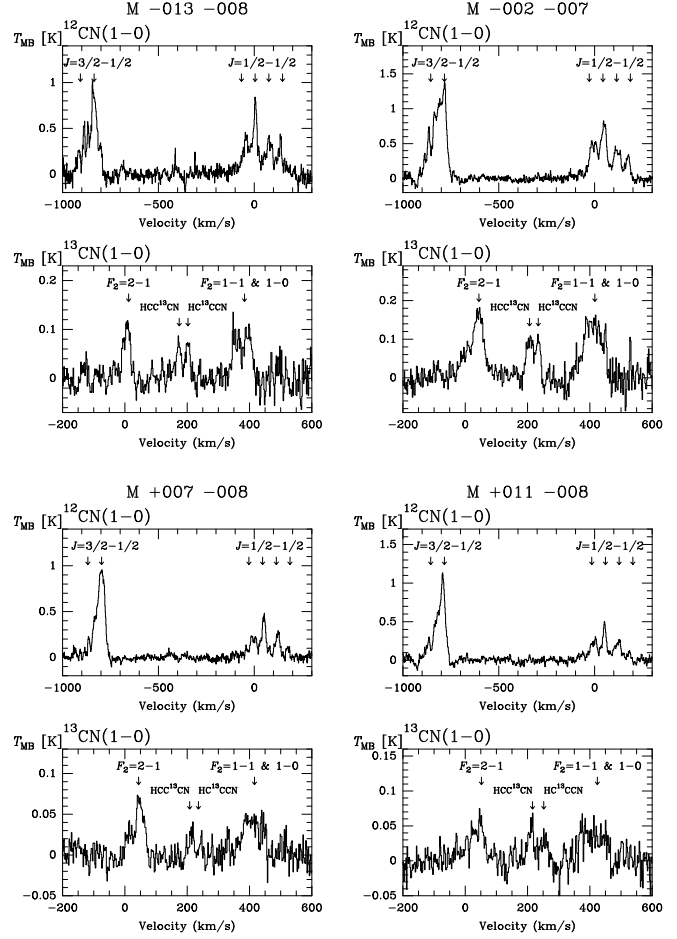 M −013 −008
T_MB [K] ¹²CN(1−0)
J=3/2−1/2 J=1/2−1/2
1
0.5
0
−1000 −500 0
Velocity (km/s)
T_MB [K] ¹³CN(1−0)
F₂=2−1 F₂=1−1 & 1−0
HCC¹³CN HC¹³CCN
0.2
0.1
0
−200 0 200 400 600
Velocity (km/s)
M −002 −007
T_MB [K] ¹²CN(1−0)
J=3/2−1/2 J=1/2−1/2
1.5
1
0.5
0
−1000 −500 0
Velocity (km/s)
T_MB [K] ¹³CN(1−0)
F₂=2−1 F₂=1−1 & 1−0
HCC¹³CN HC¹³CCN
0.2
0.1
0
−200 0 200 400 600
Velocity (km/s)
M +007 −008
T_MB [K] ¹²CN(1−0)
J=3/2−1/2 J=1/2−1/2
1
0.5
0
−1000 −500 0
Velocity (km/s)
T_MB [K] ¹³CN(1−0)
F₂=2−1 F₂=1−1 & 1−0
HCC¹³CN HC¹³CCN
0.1
0.05
0
−0.05
−200 0 200 400 600
Velocity (km/s)
M +011 −008
T_MB [K] ¹²CN(1−0)
J=3/2−1/2 J=1/2−1/2
1.5
1
0.5
0
−1000 −500 0
Velocity (km/s)
T_MB [K] ¹³CN(1−0)
0.15
F₂=2−1 F₂=1−1 & 1−0
HCC¹³CN HC¹³CCN
0.1
0.05
0
−0.05
−200 0 200 400 600
Velocity (km/s)